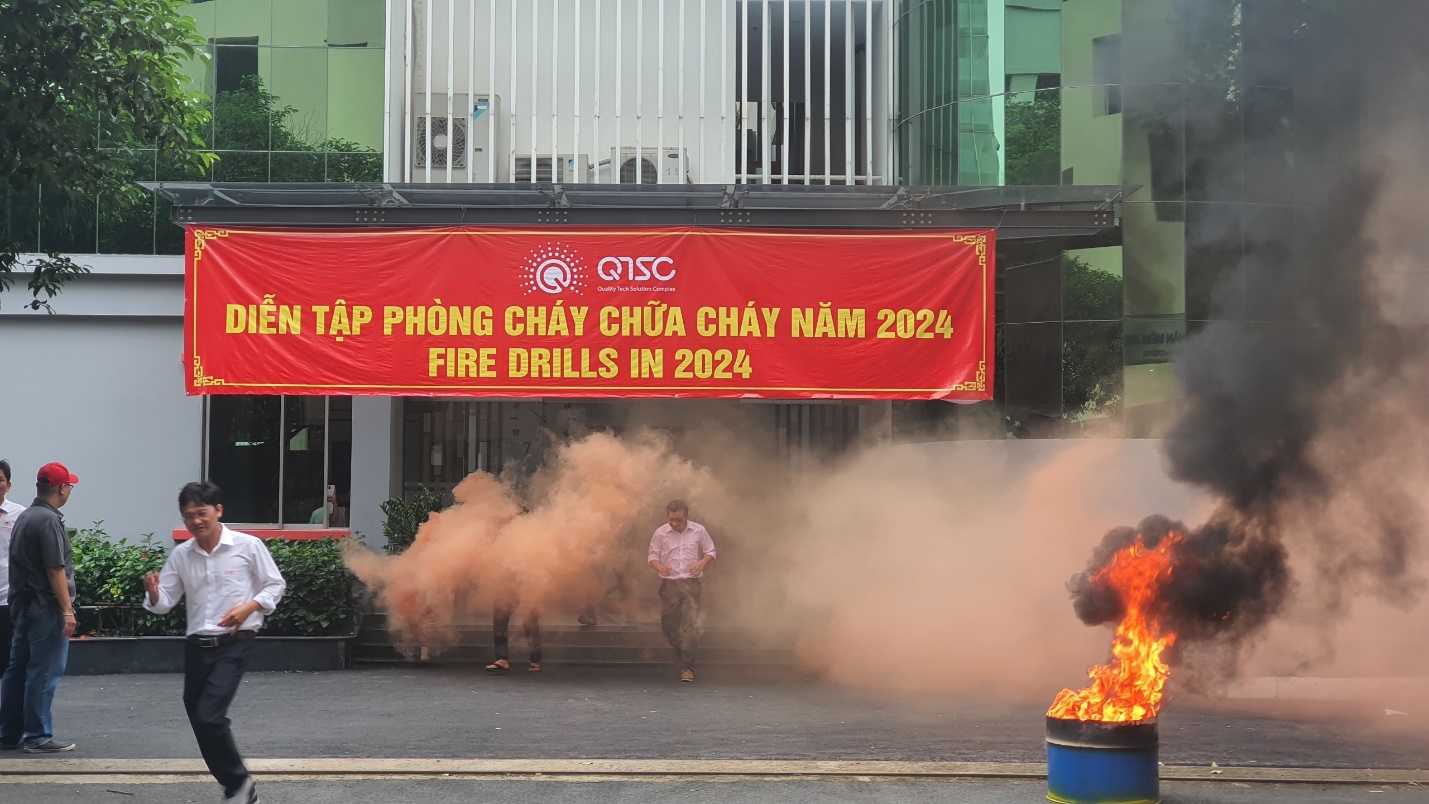 QTSC
Quality Tech Solution Complex
DIỄN TẬP PHÒNG CHÁY CHỮA CHÁY NĂM 2024
FIRE DRILLS IN 2024